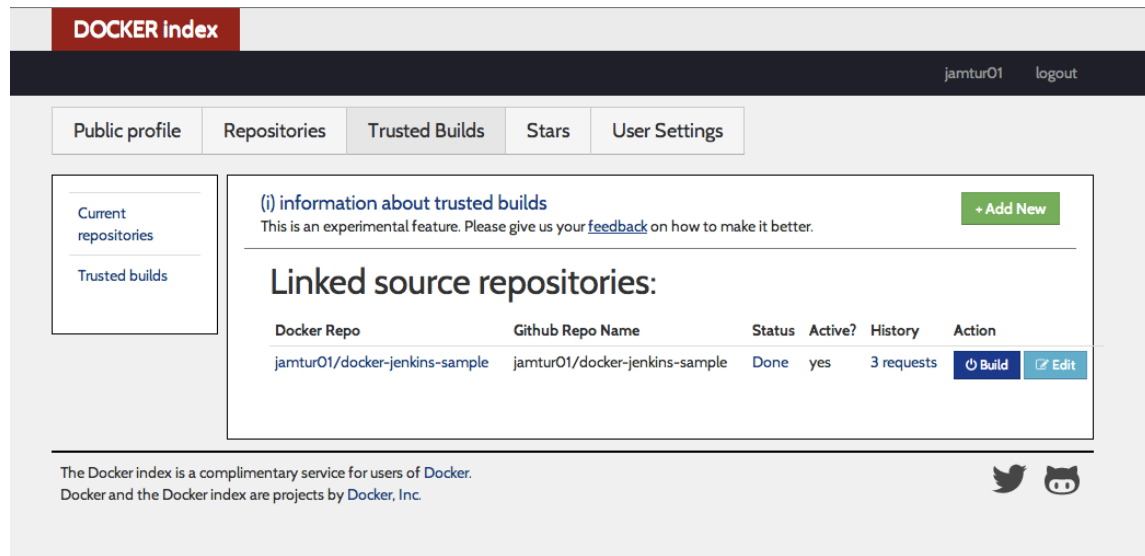 DOCKER index
jamtur01 logout
Public profile Repositories Trusted Builds Stars User Settings
Current
repositories
Trusted builds
(i) information about trusted builds
This is an experimental feature. Please give us your feedback on how to make it better.
+ Add New
Linked source repositories:
Docker Repo Github Repo Name Status Active? History Action
jamtur01/docker-jenkins-sample jamtur01/docker-jenkins-sample Done yes 3 requests Build Edit
The Docker index is a complimentary service for users of Docker.
Docker and the Docker index are projects by Docker, Inc.